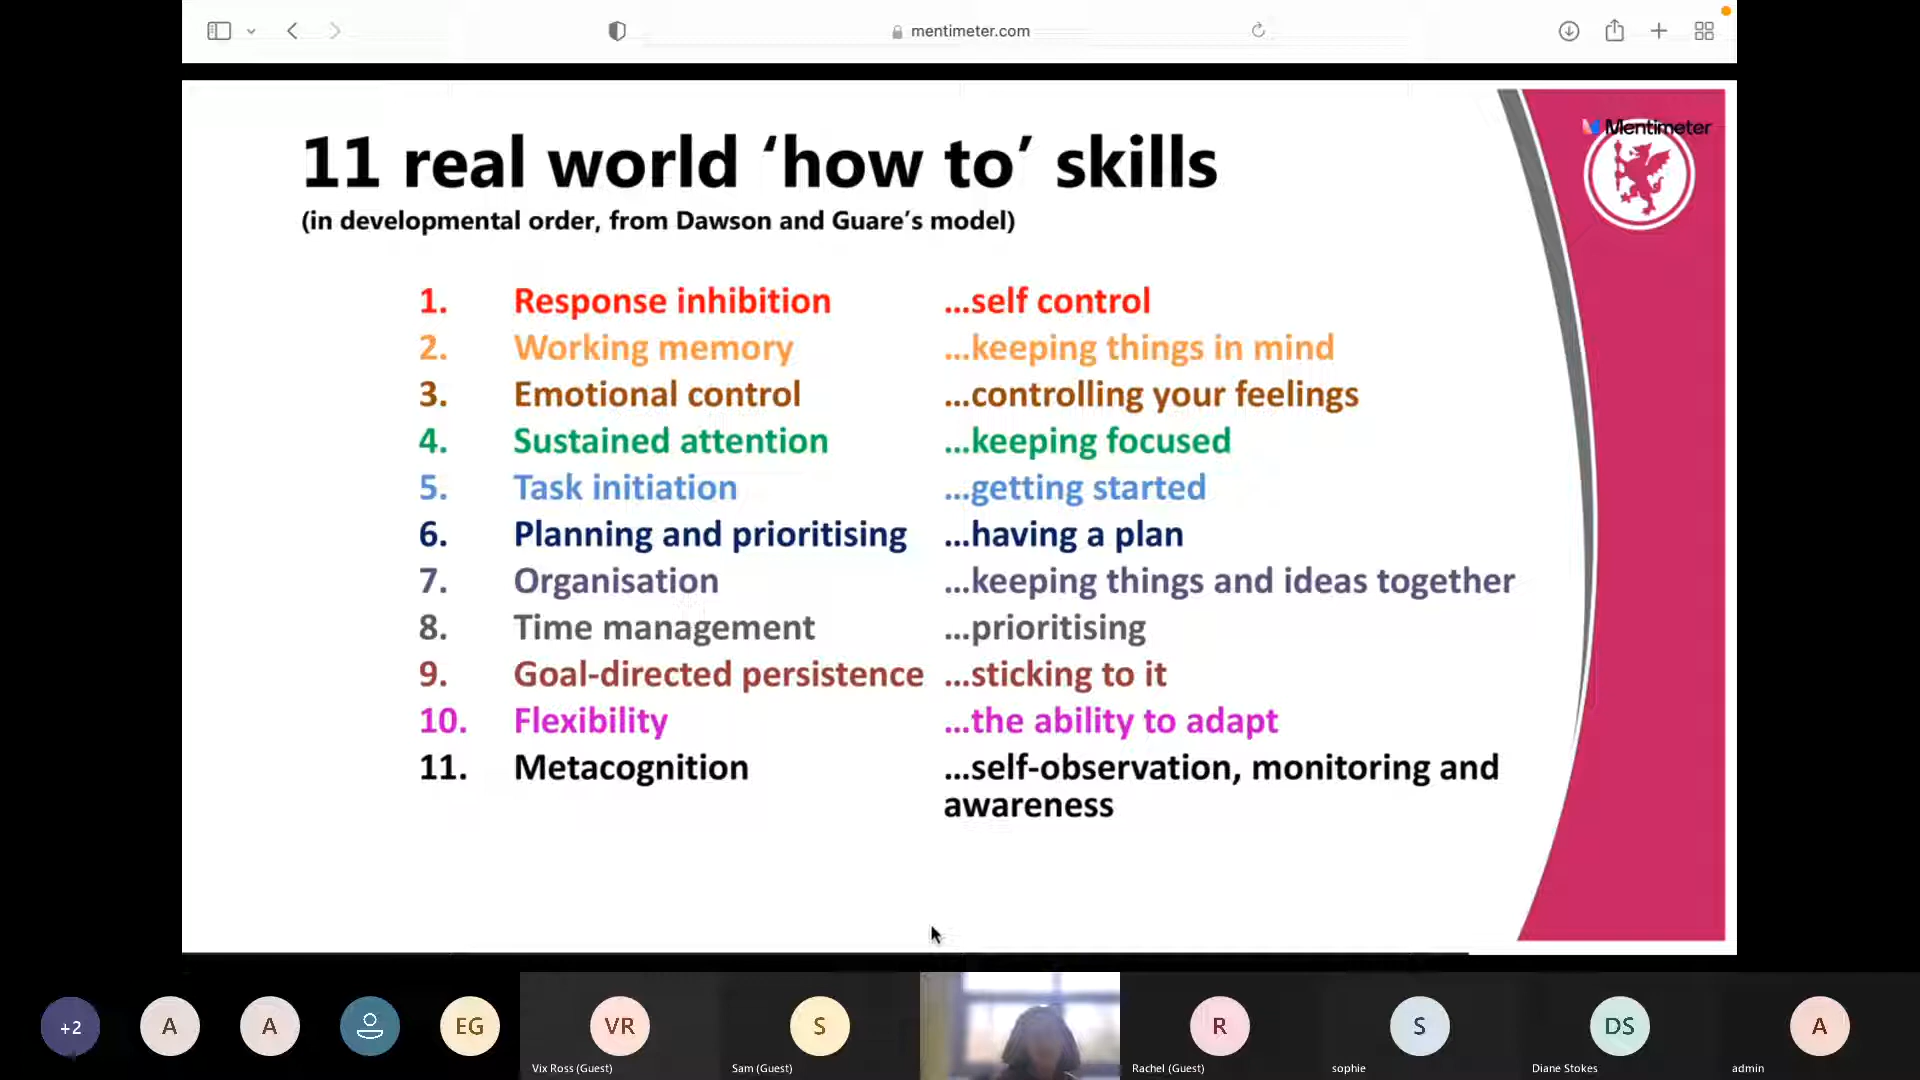 mentimeter.com
Mentimeter
11 real world ‘how to’ skills
(in developmental order, from Dawson and Guare’s model)
1. Response inhibition ...self control
2. Working memory ...keeping things in mind
3. Emotional control ...controlling your feelings
4. Sustained attention ...keeping focused
5. Task initiation ...getting started
6. Planning and prioritising ...having a plan
7. Organisation ...keeping things and ideas together
8. Time management ...prioritising
9. Goal-directed persistence ...sticking to it
10. Flexibility ...the ability to adapt
11. Metacognition ...self-observation, monitoring and
awareness
+2 A A EG VR S R S DS A
Vix Ross (Guest) Sam (Guest) Rachel (Guest) sophie Diane Stokes admin